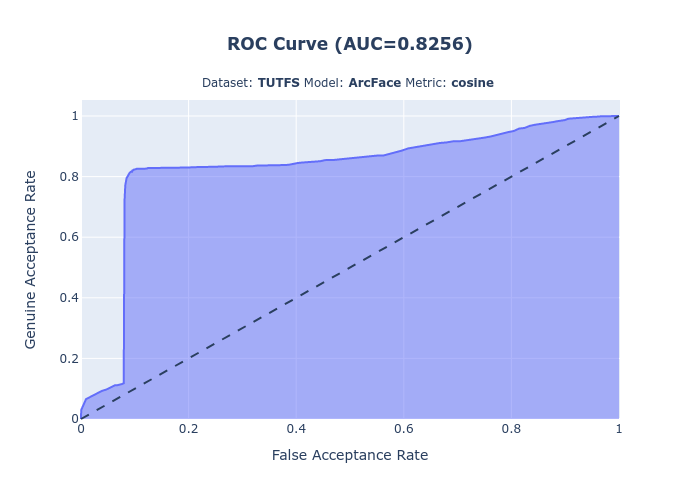 ROC Curve (AUC=0.8256)
Dataset: TUTFS Model: ArcFace Metric: cosine
Genuine Acceptance Rate
1
0.8
0.6
0.4
0.2
0
0 0.2 0.4 0.6 0.8 1
False Acceptance Rate